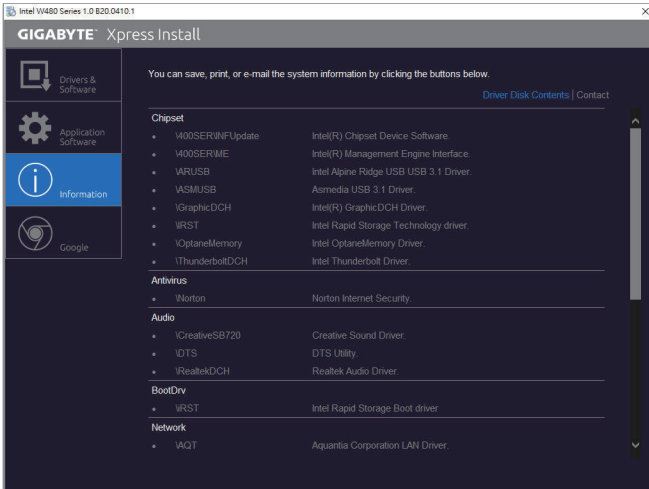 Intel W480 Series 1.0 B20.0410.1
GIGABYTE™ Xpress Install
Drivers & Software
Application Software
Information
Google
You can save, print, or e-mail the system information by clicking the buttons below.
Driver Disk Contents | Contact
Chipset
• \400SER\INFUpdate Intel(R) Chipset Device Software.
• \400SER\ME Intel(R) Management Engine Interface.
• \ARUSB Intel Alpine Ridge USB USB 3.1 Driver.
• \ASMUSB Asmedia USB 3.1 Driver.
• \GraphicDCH Intel(R) GraphicDCH Driver.
• \IRST Intel Rapid Storage Technology driver.
• \OptaneMemory Intel OptaneMemory Driver.
• \ThunderboltDCH Intel Thunderbolt Driver.
Antivirus
• \Norton Norton Internet Security.
Audio
• \CreativeSB720 Creative Sound Driver.
• \DTS DTS Utility.
• \RealtekDCH Realtek Audio Driver.
BootDrv
• \iRST Intel Rapid Storage Boot driver
Network
• \AQT Aquantia Corporation LAN Driver.